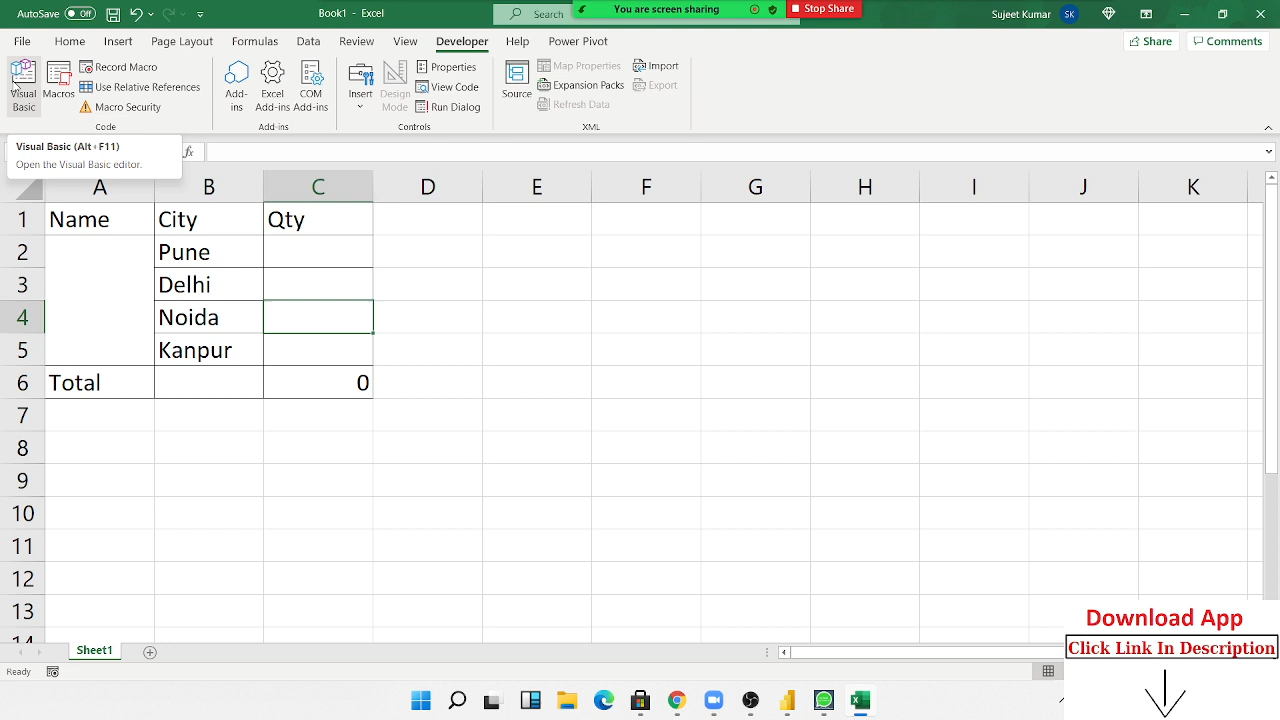 AutoSave Off Book1 - Excel Search You are screen sharing Stop Share Sujeet Kumar SK
File Home Insert Page Layout Formulas Data Review View Developer Help Power Pivot Share Comments
Visual Basic
Macros
Record Macro
Use Relative References
Macro Security
Code
Add-ins
Excel Add-ins
COM Add-ins
Add-ins
Insert
Design Mode
Properties
View Code
Run Dialog
Controls
Source
Map Properties
Expansion Packs
Refresh Data
Import
Export
XML
Visual Basic (Alt+F11)
Open the Visual Basic editor.
fx
A B C D E F G H I J K
1 Name City Qty
2 Pune
3 Delhi
4 Noida
5 Kanpur
6 Total 0
7
8
9
10
11
12
13
14
Sheet1
Ready
Download App
Click Link In Description